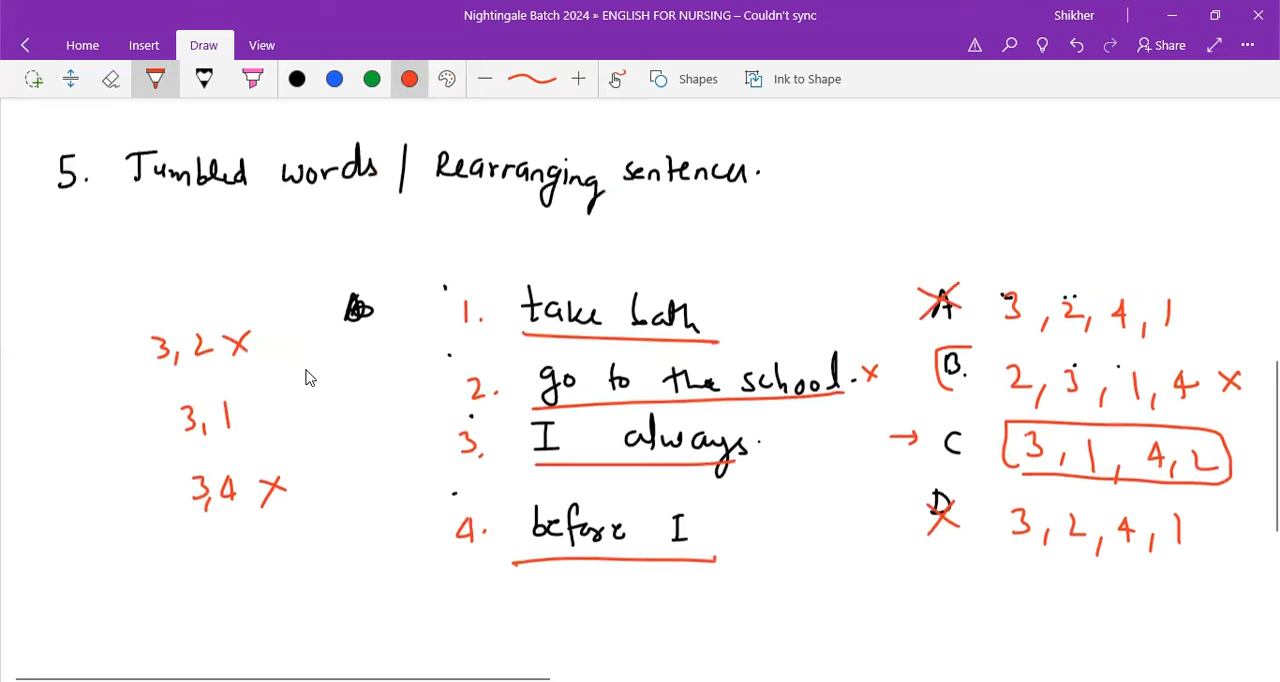 Nightingale Batch 2024 » ENGLISH FOR NURSING – Couldn't sync
Shikher
Home Insert Draw View
Share
Shapes
Ink to Shape
5. Jumbled words / Rearranging sentences.
1. take bath
2. go to the school. x
3. I always.
4. before I
3, 2 x
3, 1
3, 4 x
A 3, 2, 4, 1
B. 2, 3, 1, 4 x
→ C 3, 1, 4, 2
D 3, 2, 4, 1